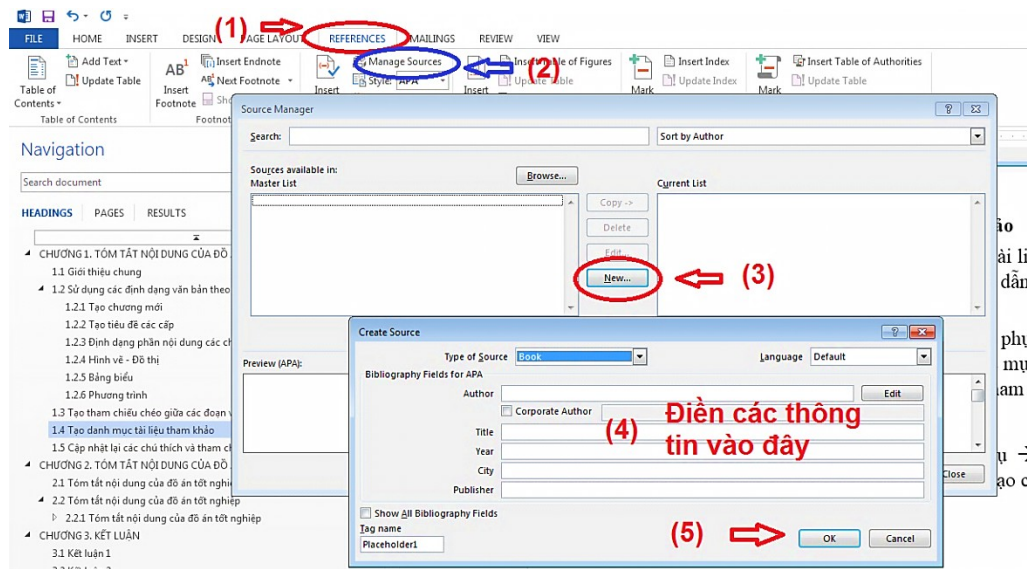 (1)
FILE HOME INSERT DESIGN PAGE LAYOUT REFERENCES MAILINGS REVIEW VIEW
Add Text Insert Endnote Manage Sources (2) Insert Table of Figures Insert Index Insert Table of Authorities
Update Table AB¹ Next Footnote Style: APA Update Table Update Index Update Table
Table of Contents Insert Footnote Insert Insert Mark Mark
Table of Contents Footnot
Source Manager
Search: Sort by Author
Navigation
Search document
HEADINGS PAGES RESULTS
Sources available in:
Master List Browse... Current List
Copy ->
Delete
Edit...
New... (3)
CHƯƠNG 1. TÓM TẮT NỘI DUNG CỦA ĐỒ
1.1 Giới thiệu chung
1.2 Sử dụng các định dạng văn bản theo
1.2.1 Tạo chương mới
1.2.2 Tạo tiêu đề các cấp
1.2.3 Định dạng phần nội dung các ch
1.2.4 Hình vẽ - Đồ thị
1.2.5 Bảng biểu
1.2.6 Phương trình
1.3 Tạo tham chiếu chéo giữa các đoạn v
1.4 Tạo danh mục tài liệu tham khảo
1.5 Cập nhật lại các chú thích và tham ch
CHƯƠNG 2. TÓM TẮT NỘI DUNG CỦA ĐỒ
2.1 Tóm tắt nội dung của đồ án tốt nghiệ
2.2 Tóm tắt nội dung của đồ án tốt nghiệp
2.2.1 Tóm tắt nội dung của đồ án tốt nghiệp
CHƯƠNG 3. KẾT LUẬN
3.1 Kết luận 1
Preview (APA):
Create Source
Type of Source Book Language Default
Bibliography Fields for APA
Author Edit
Corporate Author
Title
Year
City
Publisher
(4) Điền các thông
tin vào đây
Show All Bibliography Fields
Tag name
Placeholder1
(5) OK Cancel
Close
ảo
ài li
dẫn
phụ
mụ
ham
ụ →
ạo c